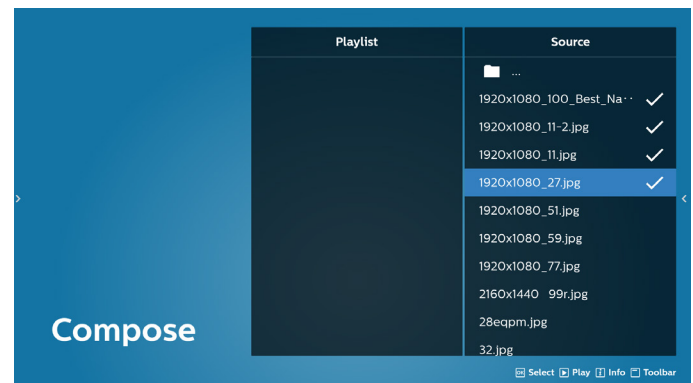 Playlist
Source
...
1920x1080_100_Best_Na··
1920x1080_11-2.jpg
1920x1080_11.jpg
1920x1080_27.jpg
1920x1080_51.jpg
1920x1080_59.jpg
1920x1080_77.jpg
2160x1440 99r.jpg
28eqpm.jpg
32.jpg
Compose
OK Select Play i Info Toolbar